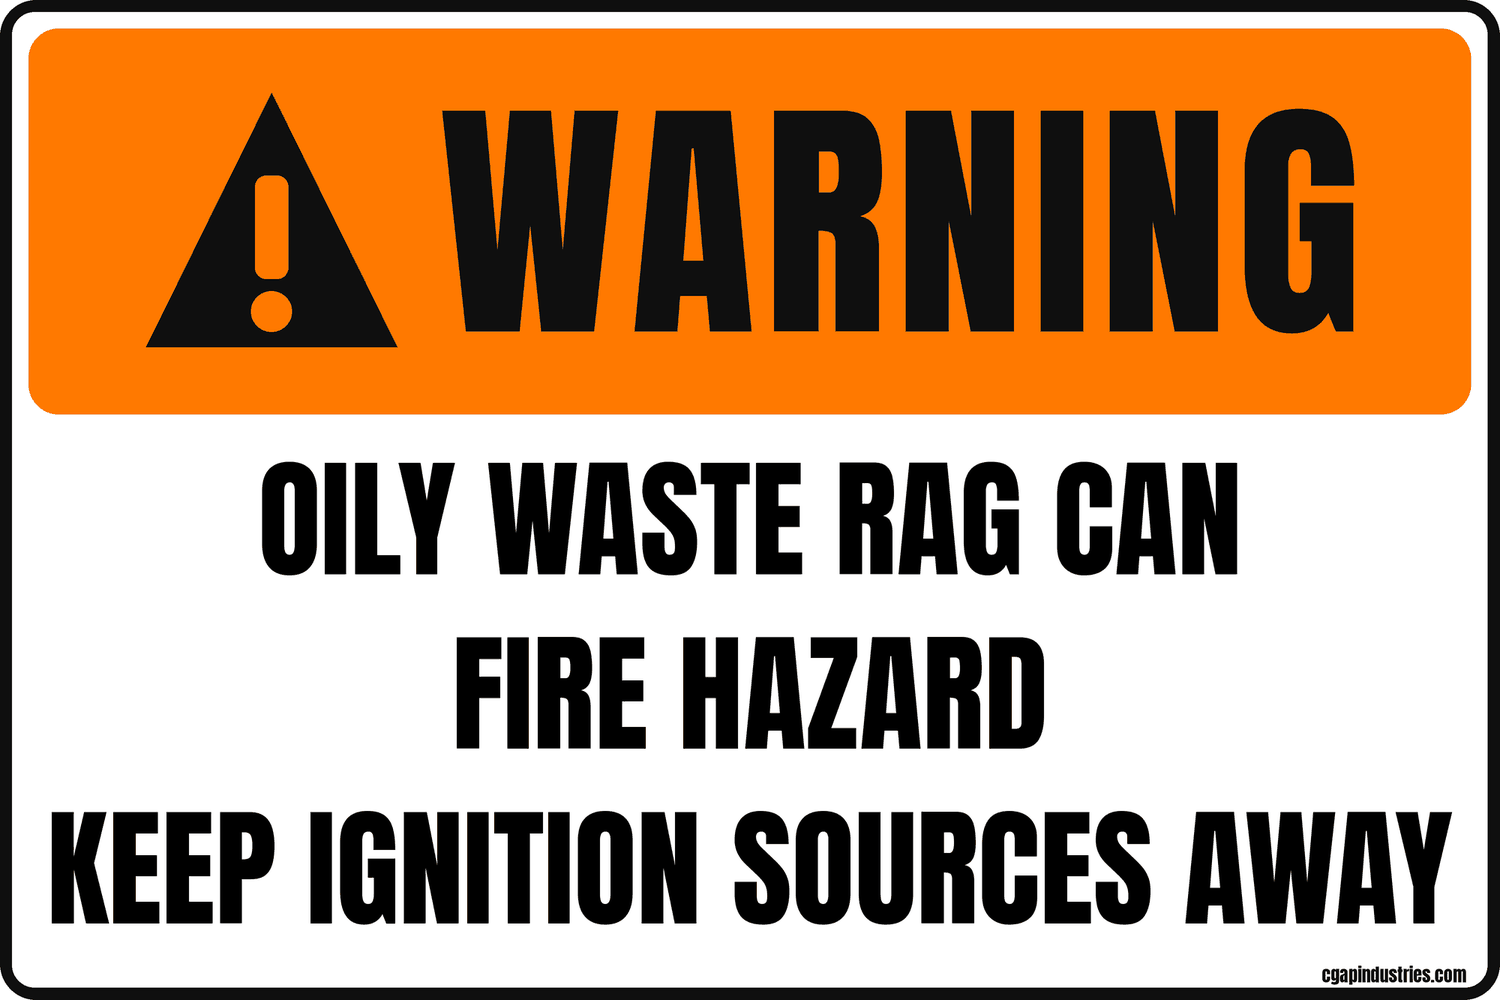 WARNING
OILY WASTE RAG CAN
FIRE HAZARD
KEEP IGNITION SOURCES AWAY
cgapindustries.com